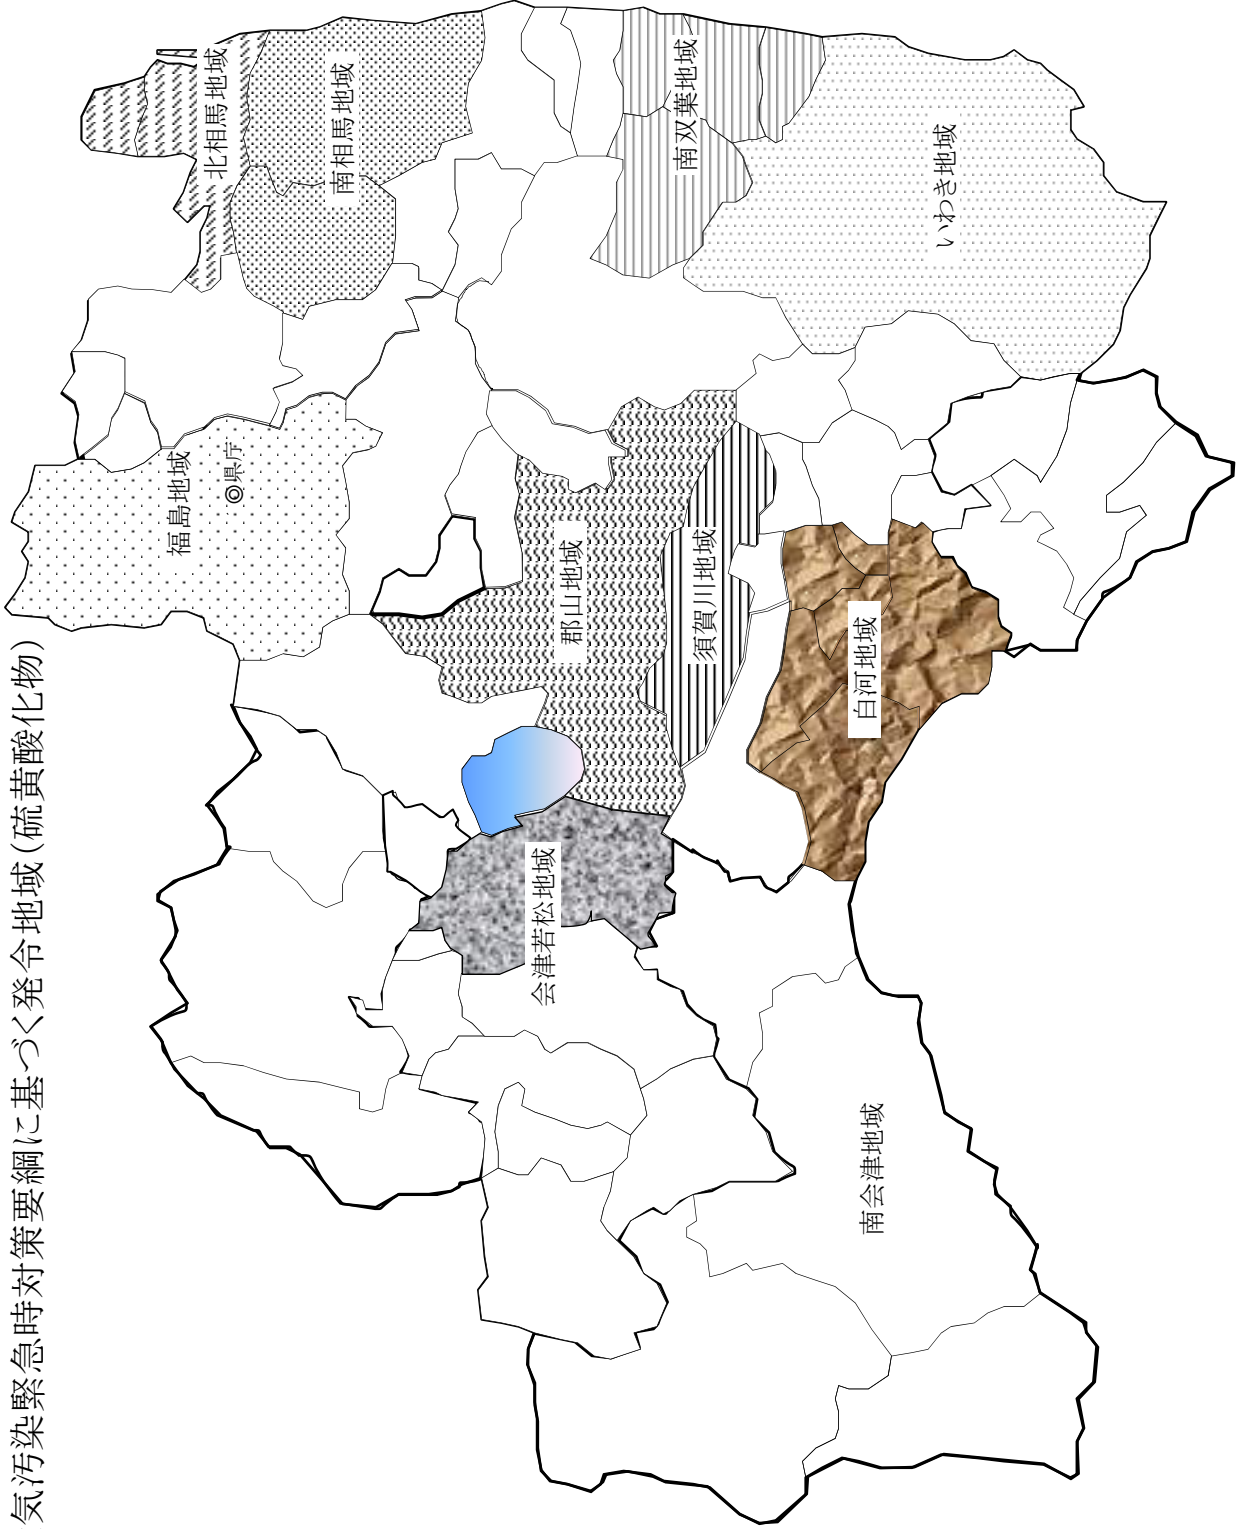 気汚染緊急時対策要綱に基づく発令地域(硫黄酸化物)
北相馬地域
南相馬地域
福島地域
◎県庁
南双葉地域
いわき地域
郡山地域
須賀川地域
白河地域
会津若松地域
南会津地域